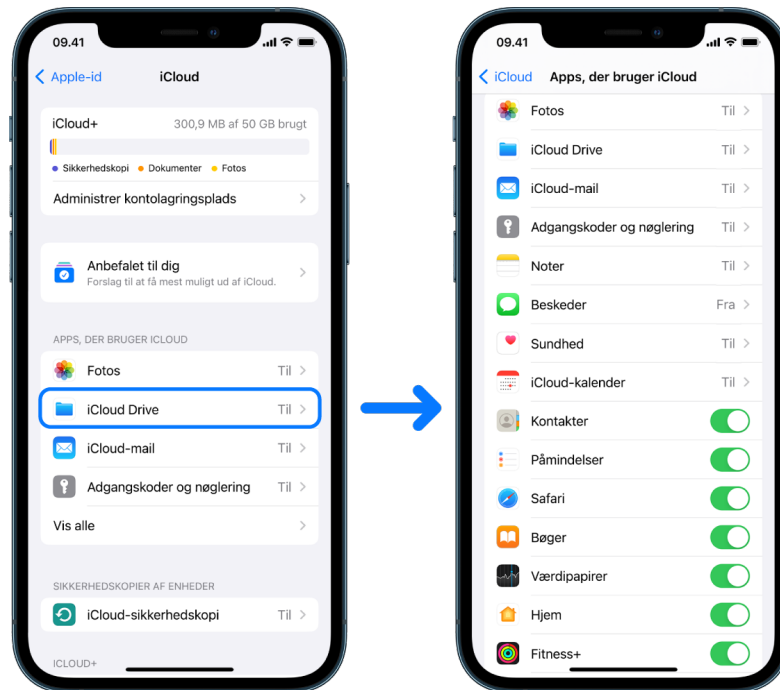 09.41
Apple-id
iCloud
iCloud+
300,9 MB af 50 GB brugt
Sikkerhedskopi
Dokumenter
Fotos
Administrer kontolagringsplads
Anbefalet til dig
Forslag til at få mest muligt ud af iCloud.
APPS, DER BRUGER ICLOUD
Fotos
Til
iCloud Drive
Til
iCloud-mail
Til
Adgangskoder og nøglering
Til
Vis alle
SIKKERHEDSKOPIER AF ENHEDER
iCloud-sikkerhedskopi
Til
ICLOUD+
09.41
iCloud
Apps, der bruger iCloud
Fotos
Til
iCloud Drive
Til
iCloud-mail
Til
Adgangskoder og nøglering
Til
Noter
Til
Beskeder
Fra
Sundhed
Til
iCloud-kalender
Til
Kontakter
Påmindelser
Safari
Bøger
Værdipapirer
Hjem
Fitness+